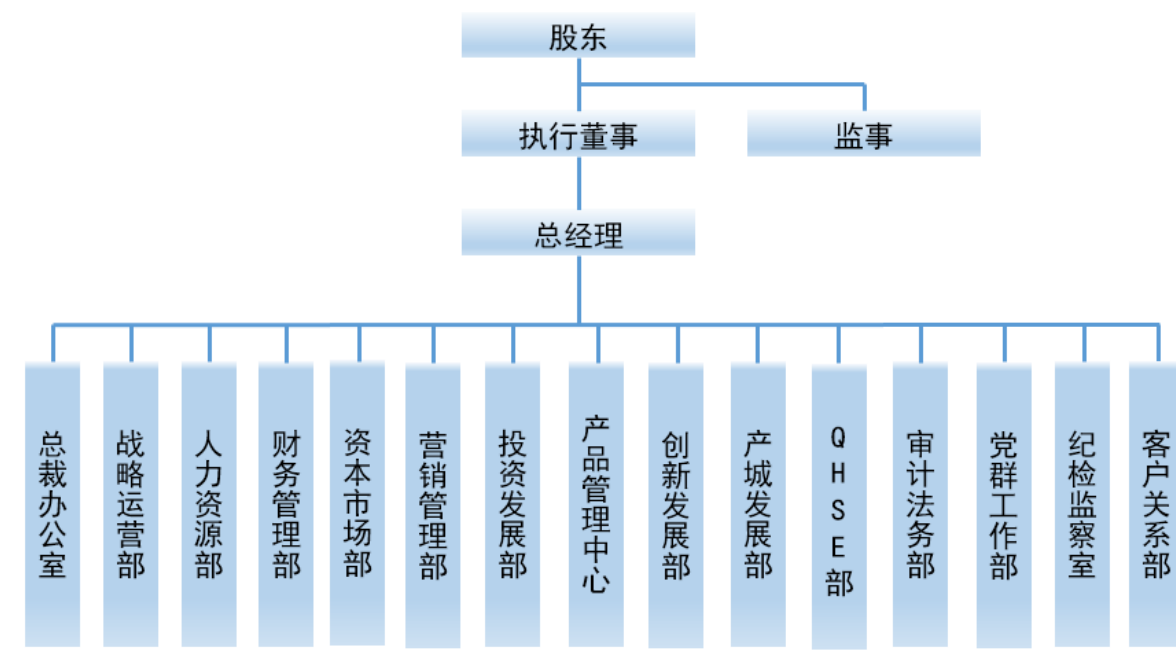 股东
执行董事
监事
总经理
总裁办公室
战略运营部
人力资源部
财务管理部
资本市场部
营销管理部
投资发展部
产品管理中心
创新发展部
产城发展部
QHSE部
审计法务部
党群工作部
纪检监察室
客户关系部